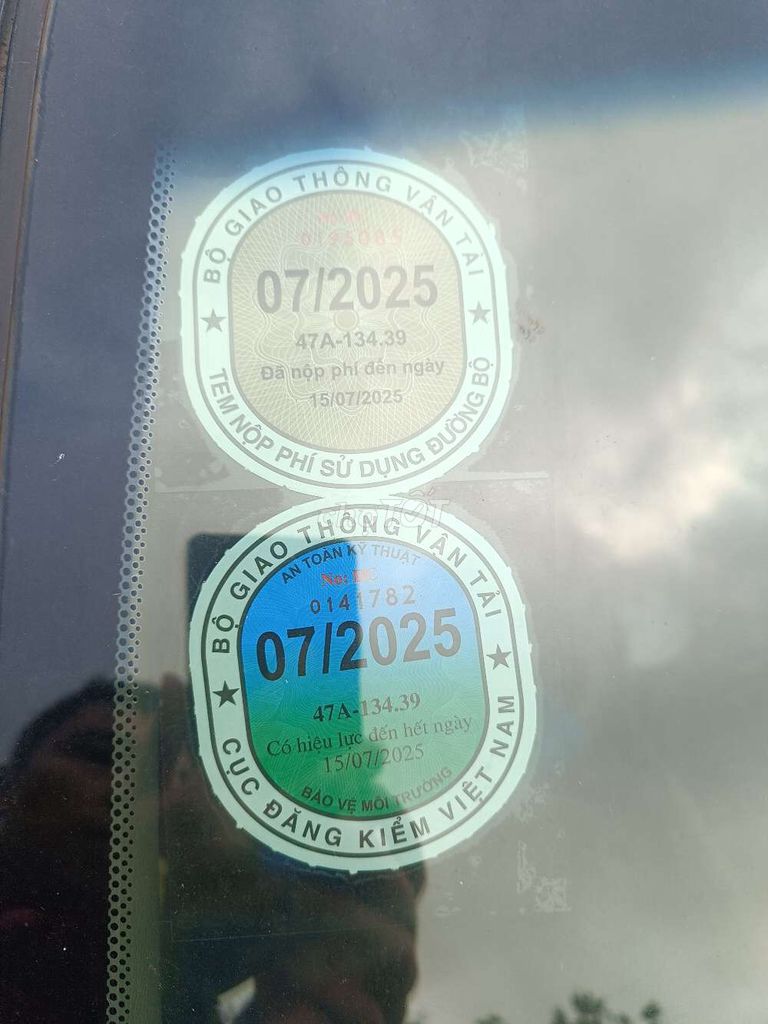 BỘ GIAO THÔNG VẬN TẢI
07/2025
47A-134.39
Đã nộp phí đến ngày
15/07/2025
TEM NỘP PHÍ SỬ DỤNG ĐƯỜNG BỘ
BỘ GIAO THÔNG VẬN TẢI
AN TOÀN KỸ THUẬT
No:
0141782
07/2025
47A-134.39
Có hiệu lực đến hết ngày
15/07/2025
BẢO VỆ MÔI TRƯỜNG
CỤC ĐĂNG KIỂM VIỆT NAM